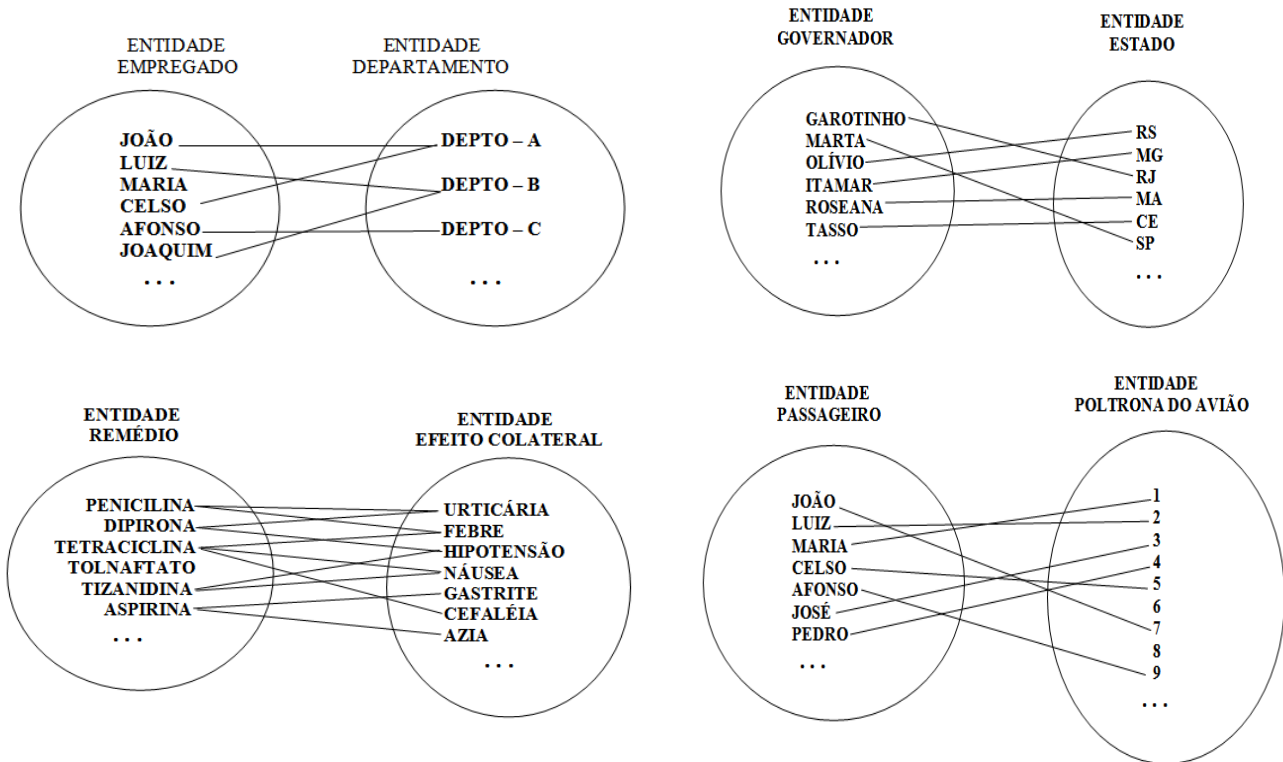 ENTIDADE
EMPREGADO
ENTIDADE
DEPARTAMENTO
JOÃO
LUIZ
MARIA
CELSO
AFONSO
JOAQUIM
. . .
DEPTO – A
DEPTO – B
DEPTO – C
. . .
ENTIDADE
GOVERNADOR
ENTIDADE
ESTADO
GAROTINHO
MARTA
OLÍVIO
ITAMAR
ROSEANA
TASSO
. . .
RS
MG
RJ
MA
CE
SP
. . .
ENTIDADE
REMÉDIO
ENTIDADE
EFEITO COLATERAL
PENICILINA
DIPIRONA
TETRACICLINA
TOLNAFTATO
TIZANIDINA
ASPIRINA
. . .
URTICÁRIA
FEBRE
HIPOTENSÃO
NÁUSEA
GASTRITE
CEFALÉIA
AZIA
. . .
ENTIDADE
PASSAGEIRO
ENTIDADE
POLTRONA DO AVIÃO
JOÃO
LUIZ
MARIA
CELSO
AFONSO
JOSÉ
PEDRO
. . .
1
2
3
4
5
6
7
8
9
. . .